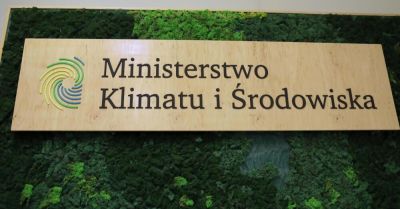 Ministerstwo
Klimatu i Środowiska